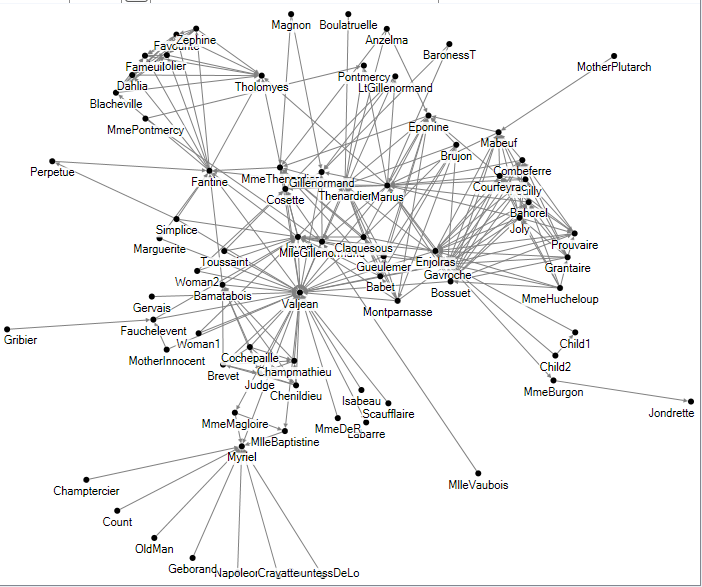 Magnon
Boulatruelle
Zephine
Anzelma
BaronessT
MotherPlutarch
Pontmercy
Dahlia
Tholomyes
LtGillenormand
Blacheville
MmePontmercy
Eponine
Mabeuf
Brujon
Perpetue
Combeferre
Fantine
Gillenormand
Courfeyrac
Cosette
Thenardier
Marius
Bahorel
Simplice
Joly
Marguerite
Claquesous
Prouvaire
Toussaint
Enjolras
Gueulemer
Grantaire
Gavroche
Woman2
Babet
Bossuet
Bamatabois
MmeHucheloup
Gervais
Valjean
Montparnasse
Fauchelevent
Gribier
Woman1
Child1
MotherInnocent
Cochepaille
Child2
Brevet
Champmathieu
Judge
MmeBurgon
Chenildieu
Isabeau
Scaufflaire
Jondrette
MmeMagloire
MmeDeR
Labarre
MlleBaptistine
Myriel
MlleVaubois
Champtercier
Count
OldMan
Geborand